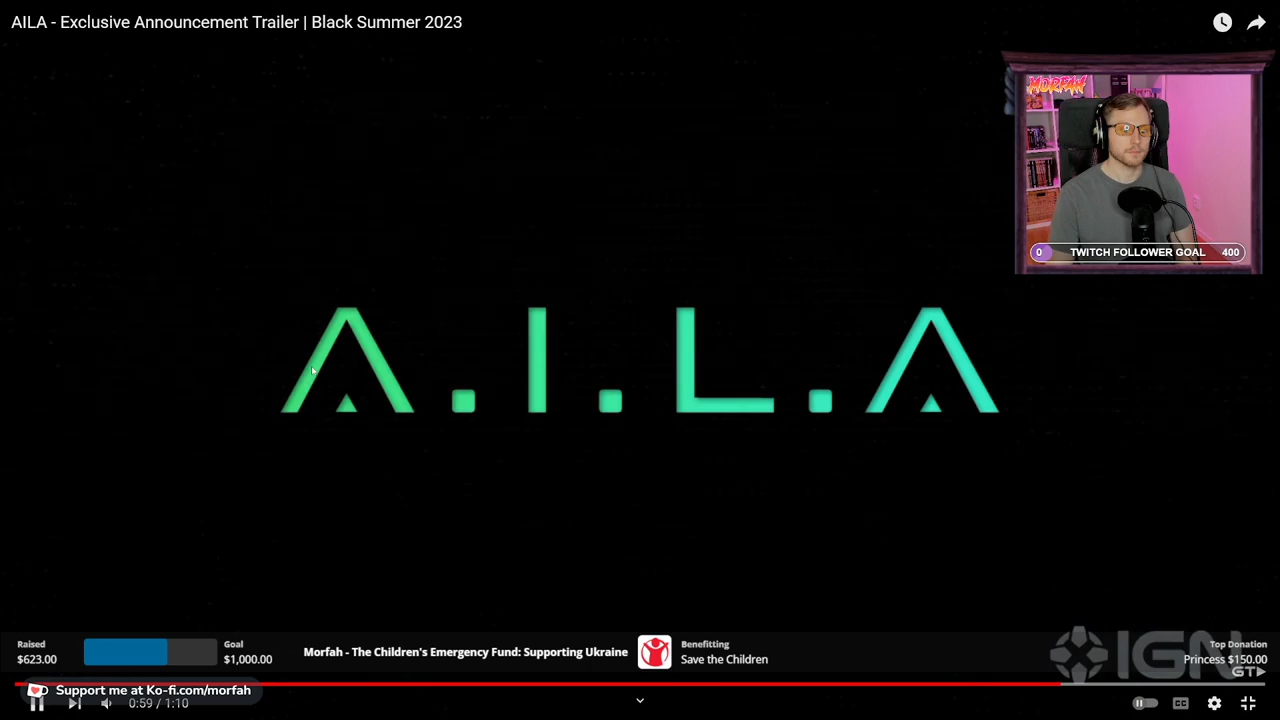 AILA - Exclusive Announcement Trailer | Black Summer 2023
MORFAH
0 TWITCH FOLLOWER GOAL 400
A.I.L.A
Raised
$623.00
Goal
$1,000.00
Morfah - The Children's Emergency Fund: Supporting Ukraine
Benefitting
Save the Children
IGN
Top Donation
Princess $150.00
GT
Support me at Ko-fi.com/morfah
0:59 / 1:10
CC